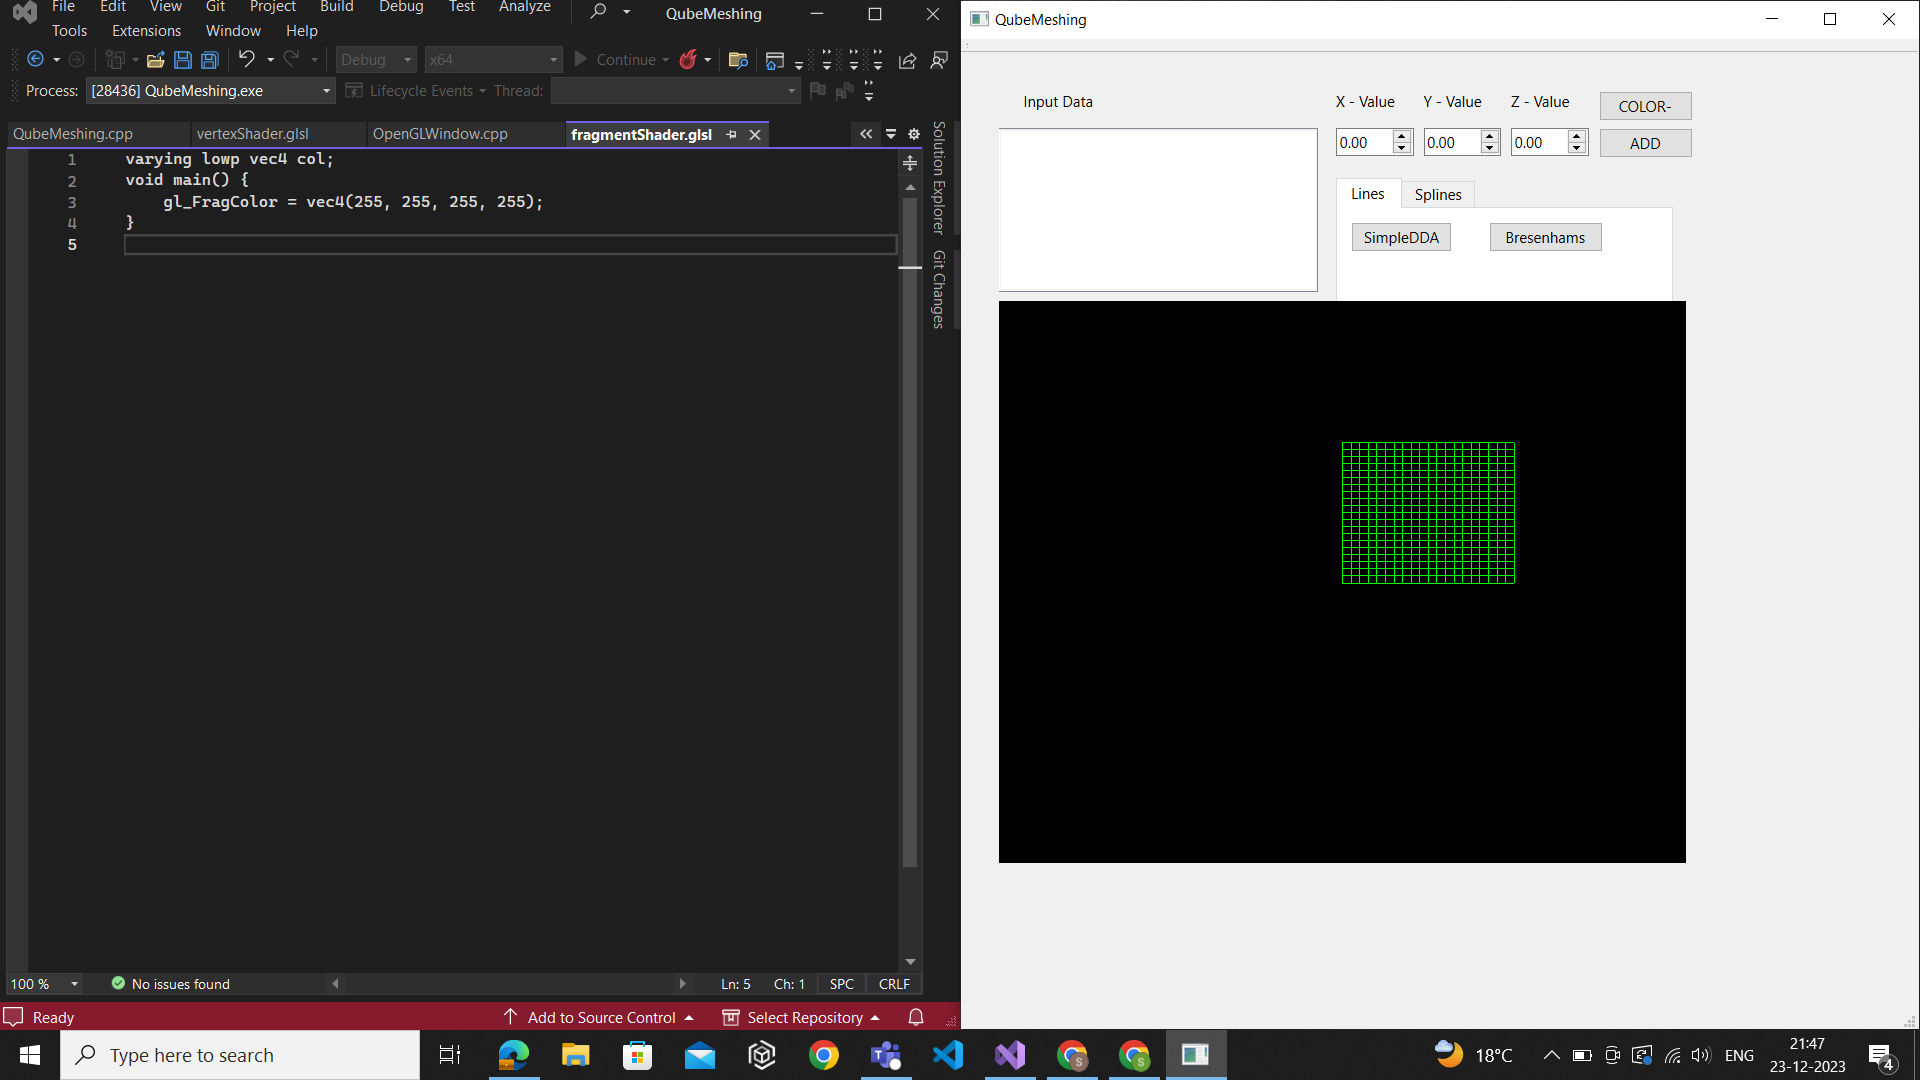 File Edit View Git Project Build Debug Test Analyze QubeMeshing
Tools Extensions Window Help
Debug x64 Continue
Process: [28436] QubeMeshing.exe Lifecycle Events Thread:
QubeMeshing.cpp vertexShader.glsl OpenGLWindow.cpp fragmentShader.glsl
1 varying lowp vec4 col;
2 void main() {
3 gl_FragColor = vec4(255, 255, 255, 255);
4 }
5
Solution Explorer
Git Changes
100 % No issues found Ln: 5 Ch: 1 SPC CRLF
Ready Add to Source Control Select Repository
QubeMeshing
Input Data X - Value Y - Value Z - Value COLOR-
0.00 0.00 0.00 ADD
Lines Splines
SimpleDDA Bresenhams
Type here to search S S 18°C ENG 21:47
23-12-2023 4